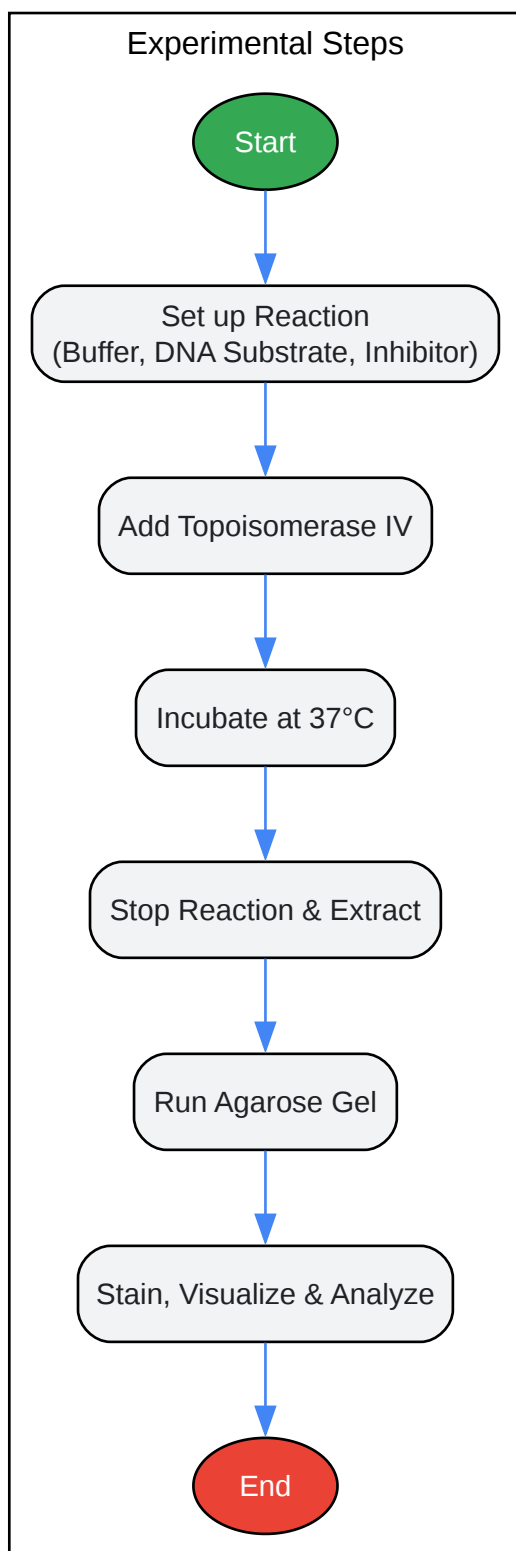 Experimental Steps
Start
Set up Reaction
(Buffer, DNA Substrate, Inhibitor)
Add Topoisomerase IV
Incubate at 37°C
Stop Reaction & Extract
Run Agarose Gel
Stain, Visualize & Analyze
End